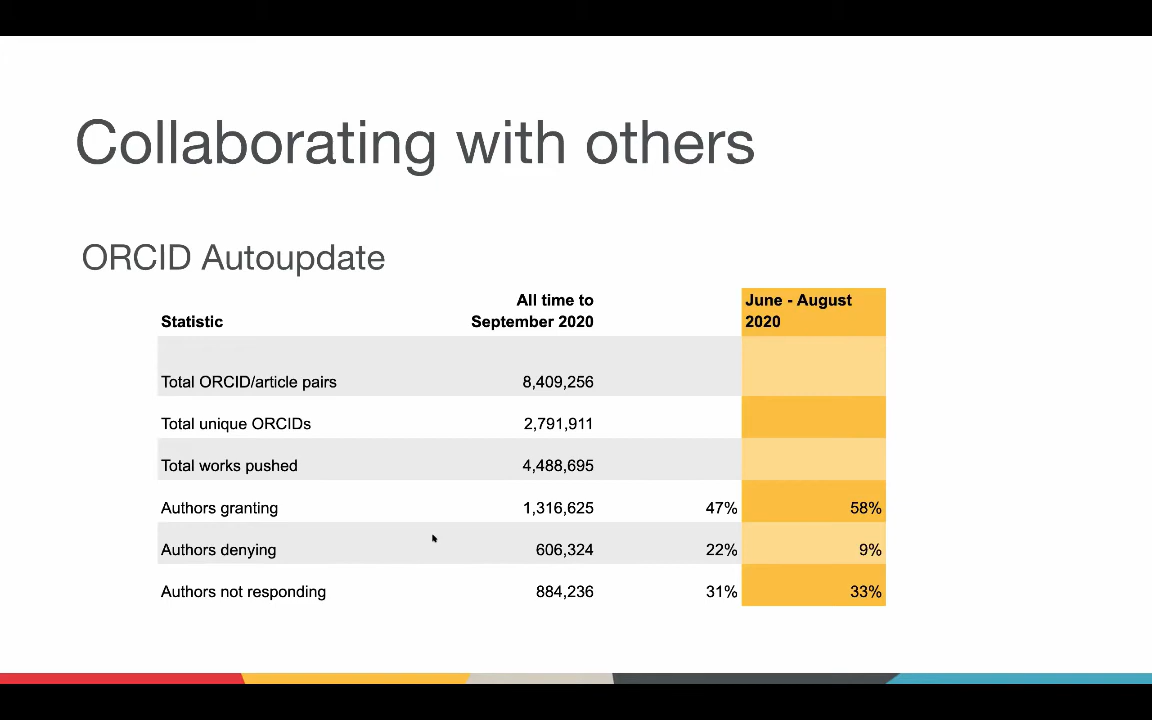 Collaborating with others
ORCID Autoupdate
Statistic All time to September 2020 June - August 2020
Total ORCID/article pairs 8,409,256
Total unique ORCIDs 2,791,911
Total works pushed 4,488,695
Authors granting 1,316,625 47% 58%
Authors denying 606,324 22% 9%
Authors not responding 884,236 31% 33%